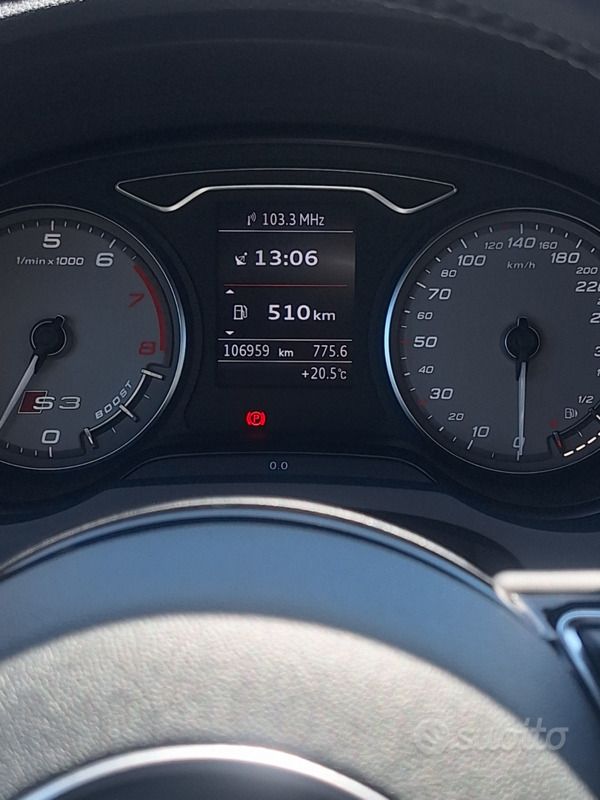 103.3 MHz
13:06
510 km
106959 km 775.6
+20.5°C
P
0.0
5 6 7 8
1/min x 1000
S3
BOOST
0
120 140 160
100 180
80 km/h 220
70
60
50
30
20
10
0
1/2
subito